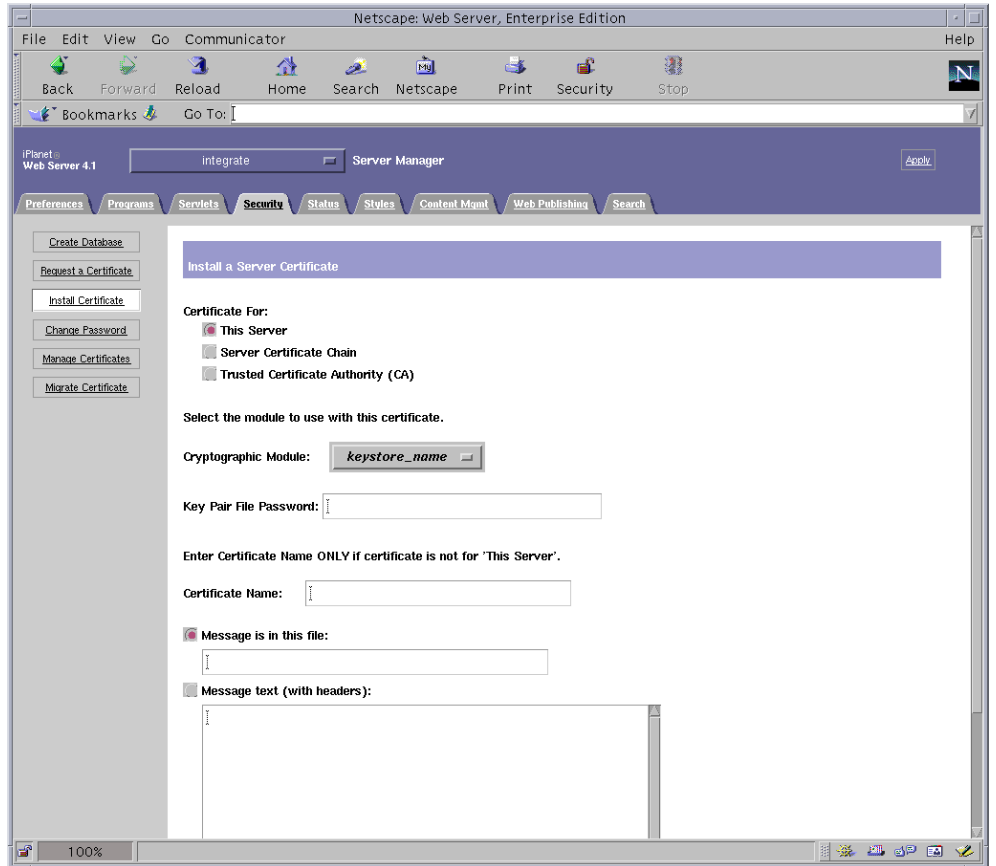 Netscape: Web Server, Enterprise Edition
File Edit View Go Communicator Help
Back Forward Reload Home Search Netscape Print Security Stop
My
N
Bookmarks Go To:
iPlanet
Web Server 4.1
integrate
Server Manager
Apply
Preferences Programs Servlets Security Status Styles Content Mgmt Web Publishing Search
Create Database
Request a Certificate
Install Certificate
Change Password
Manage Certificates
Migrate Certificate
Install a Server Certificate
Certificate For:
This Server
Server Certificate Chain
Trusted Certificate Authority (CA)
Select the module to use with this certificate.
Cryptographic Module: keystore_name
Key Pair File Password:
Enter Certificate Name ONLY if certificate is not for 'This Server'.
Certificate Name:
Message is in this file:
Message text (with headers):
100%